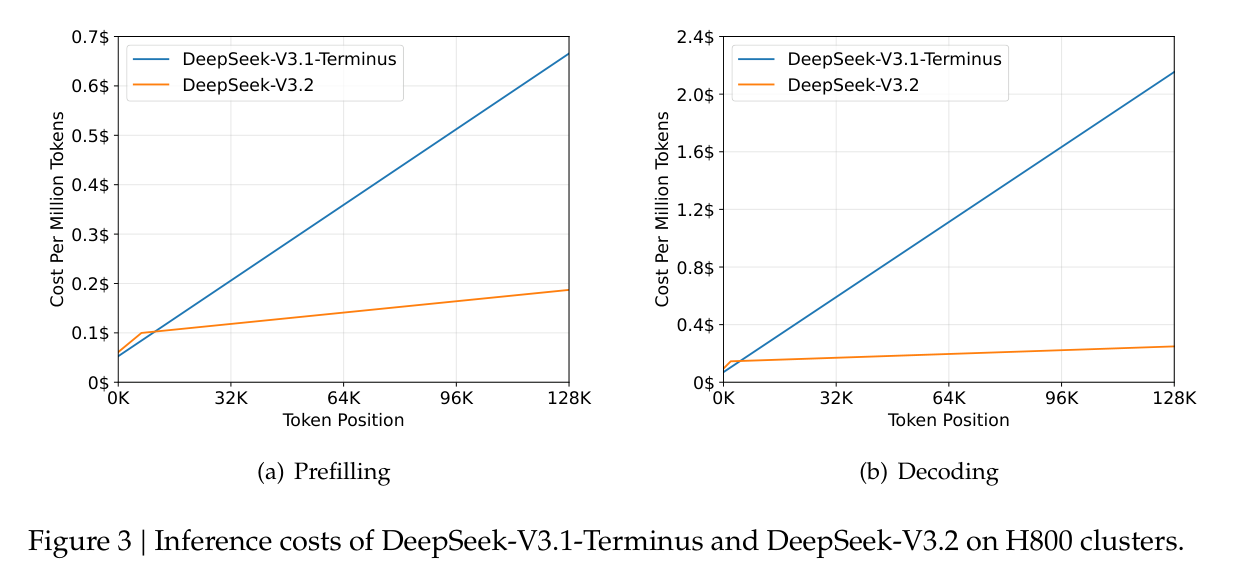 0.7$
0.6$
0.5$
0.4$
0.3$
0.2$
0.1$
0$
Cost Per Million Tokens
DeepSeek-V3.1-Terminus
DeepSeek-V3.2
0K 32K 64K 96K 128K
Token Position
(a) Prefilling
2.4$
2.0$
1.6$
1.2$
0.8$
0.4$
0$
Cost Per Million Tokens
DeepSeek-V3.1-Terminus
DeepSeek-V3.2
0K 32K 64K 96K 128K
Token Position
(b) Decoding
Figure 3 | Inference costs of DeepSeek-V3.1-Terminus and DeepSeek-V3.2 on H800 clusters.